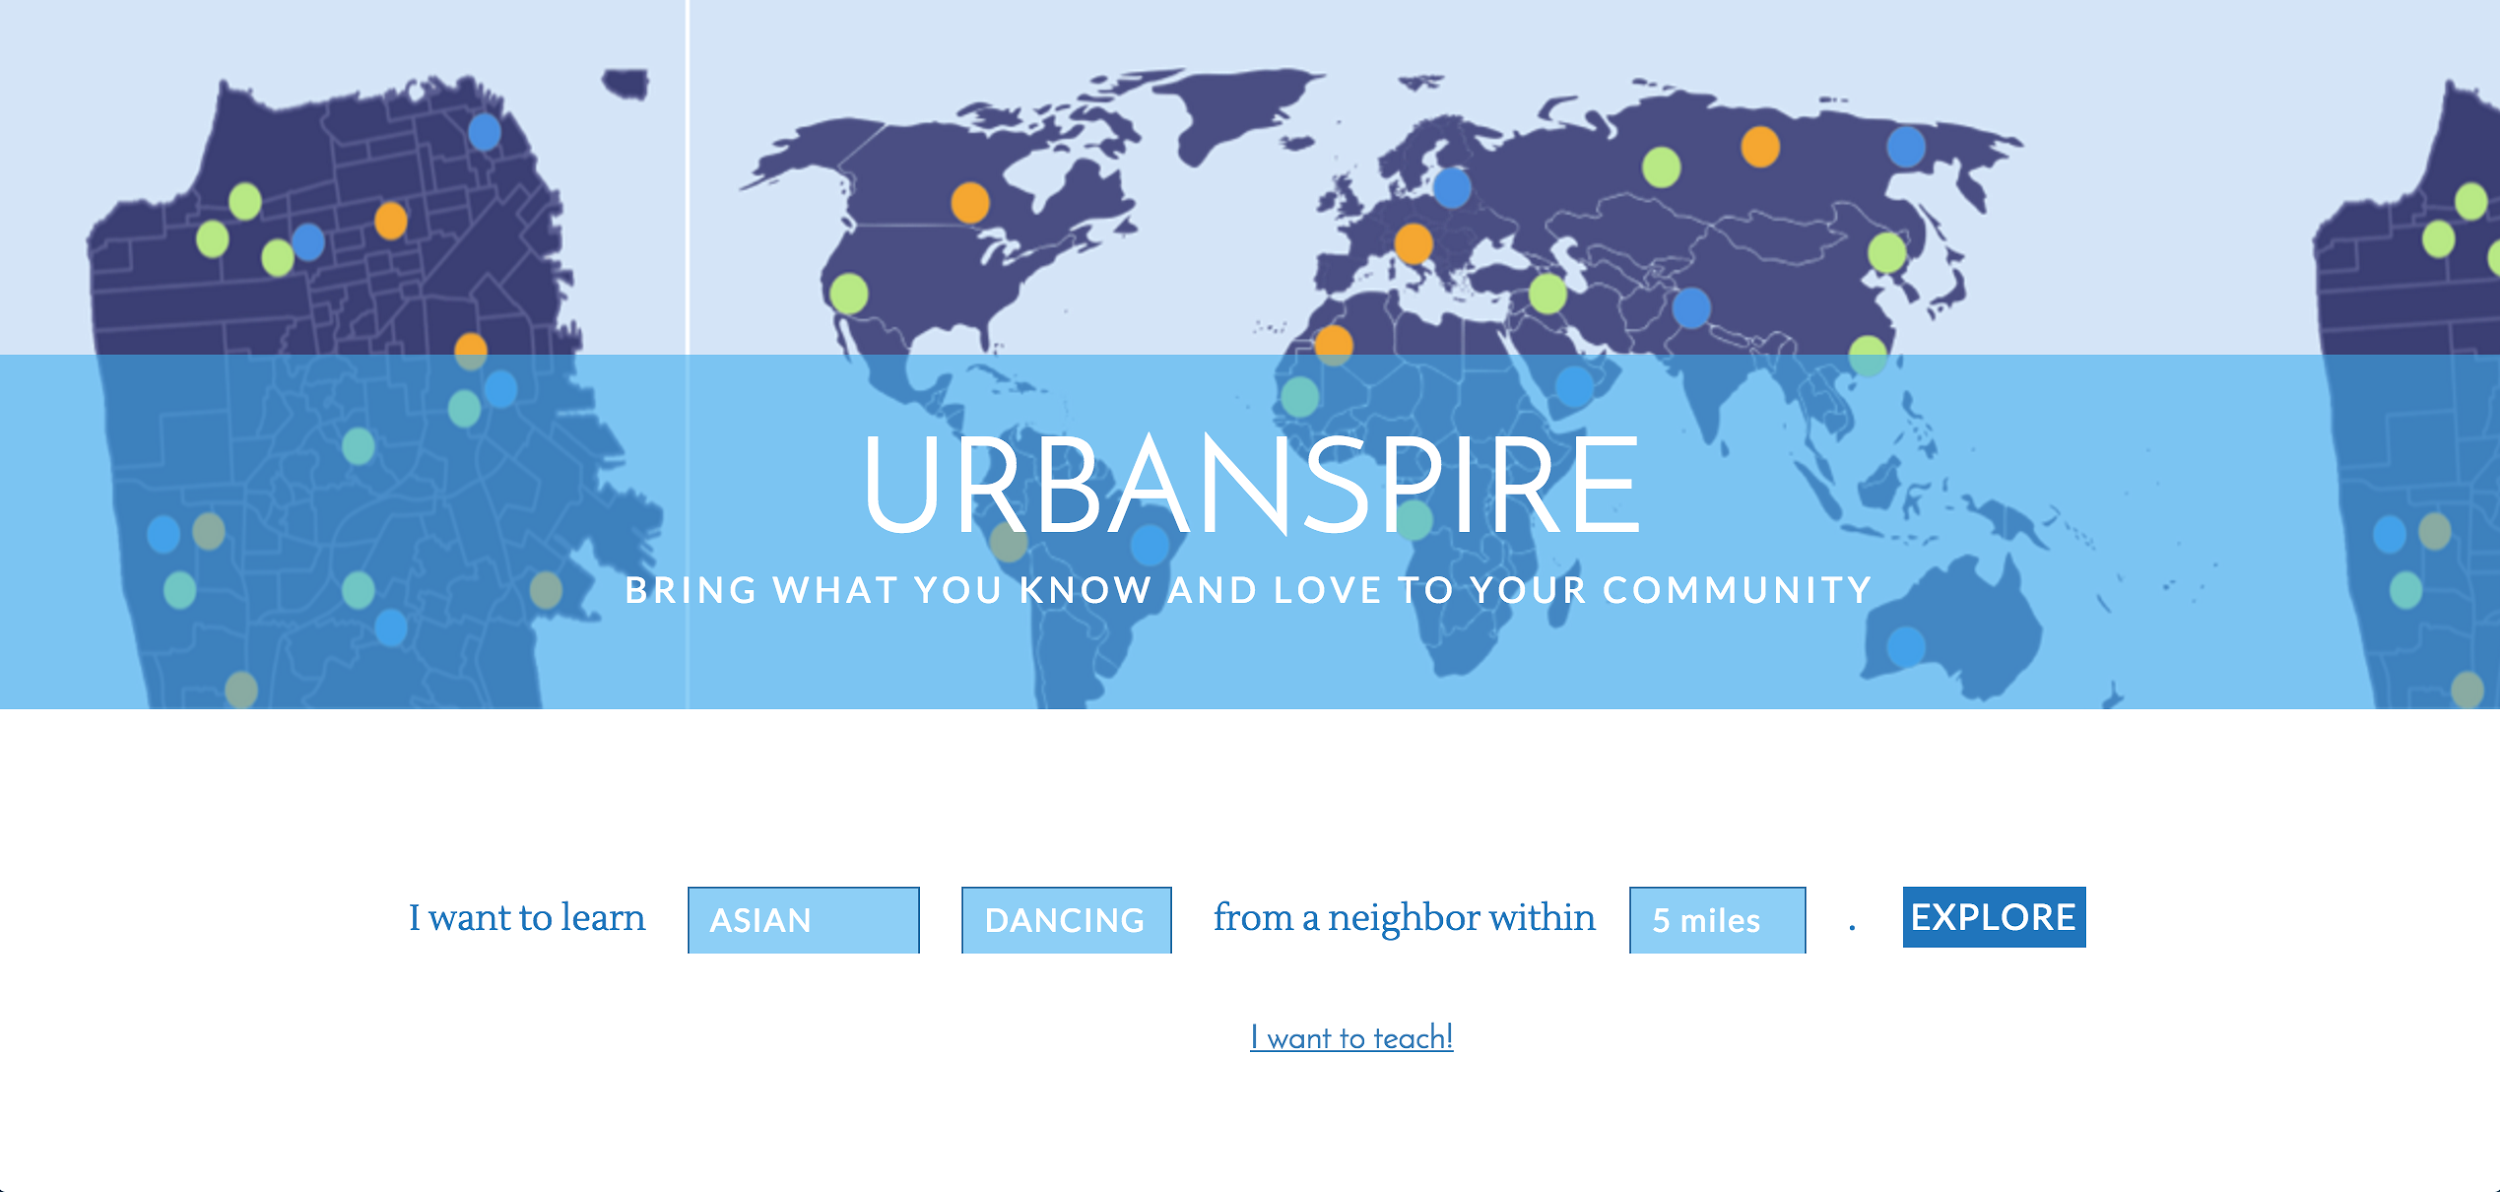 URBANSPIRE
BRING WHAT YOU KNOW AND LOVE TO YOUR COMMUNITY
I want to learn ASIAN DANCING from a neighbor within 5 miles . EXPLORE
I want to teach!